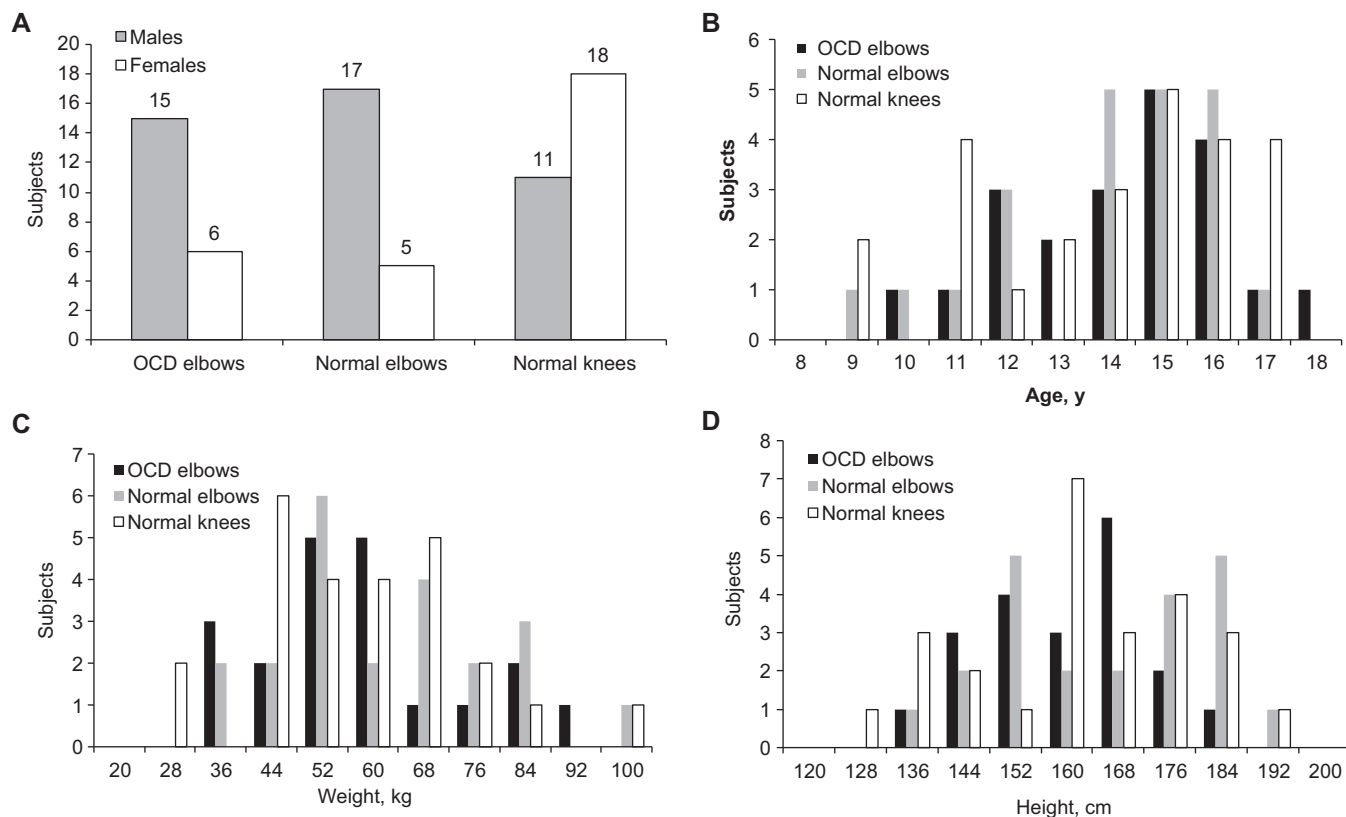 A
Males
Females
Subjects
20
18
16
14
12
10
8
6
4
2
0
15
6
17
5
11
18
OCD elbows
Normal elbows
Normal knees
B
OCD elbows
Normal elbows
Normal knees
Subjects
6
5
4
3
2
1
0
8 9 10 11 12 13 14 15 16 17 18
Age, y
C
OCD elbows
Normal elbows
Normal knees
Subjects
7
6
5
4
3
2
1
0
20 28 36 44 52 60 68 76 84 92 100
Weight, kg
D
OCD elbows
Normal elbows
Normal knees
Subjects
8
7
6
5
4
3
2
1
0
120 128 136 144 152 160 168 176 184 192 200
Height, cm